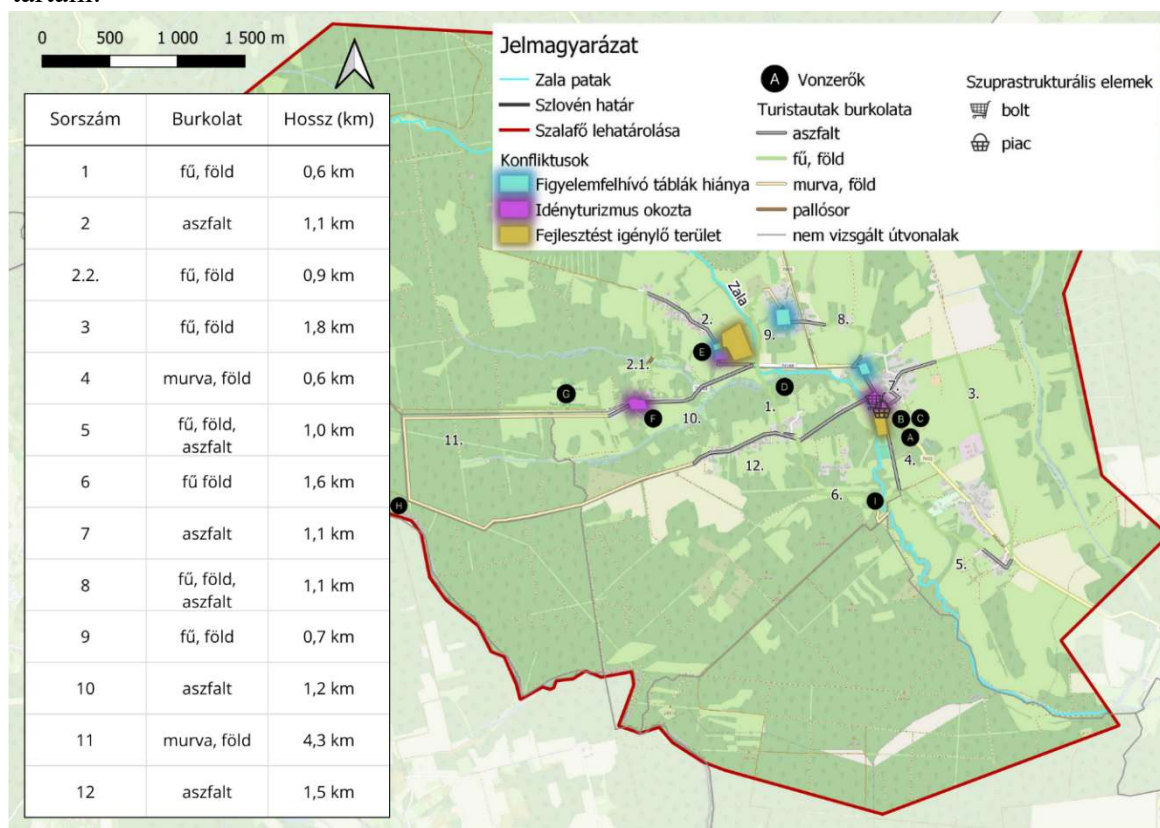 tartani.
0 500 1 000 1 500 m
Sorszám Burkolat Hossz (km)
1 fű, föld 0,6 km
2 aszfalt 1,1 km
2.2. fű, föld 0,9 km
3 fű, föld 1,8 km
4 murva, föld 0,6 km
5 fű, föld, aszfalt 1,0 km
6 fű föld 1,6 km
7 aszfalt 1,1 km
8 fű, föld, aszfalt 1,1 km
9 fű, föld 0,7 km
10 aszfalt 1,2 km
11 murva, föld 4,3 km
12 aszfalt 1,5 km
Jelmagyarázat
Zala patak
Szlovén határ
Szalafő lehatárolása
Konfliktusok
Figyelemfelhívó táblák hiánya
Idényturizmus okozta
Fejlesztést igénylő terület
A Vonzerők
Turistautak burkolata
aszfalt
fű, föld
murva, föld
pallósor
nem vizsgált útvonalak
Szuprastrukturális elemek
bolt
piac
Zala
2.
9.
8.
E
2.1.
D
7.
3.
G
F
10.
1.
B
C
A
11.
12.
4.
6.
I
H
5.